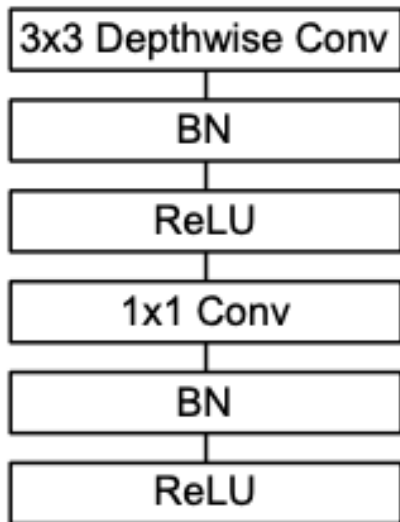 3x3 Depthwise Conv
BN
ReLU
1x1 Conv
BN
ReLU